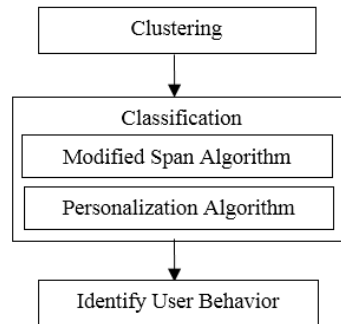 Clustering
Classification
Modified Span Algorithm
Personalization Algorithm
Identify User Behavior